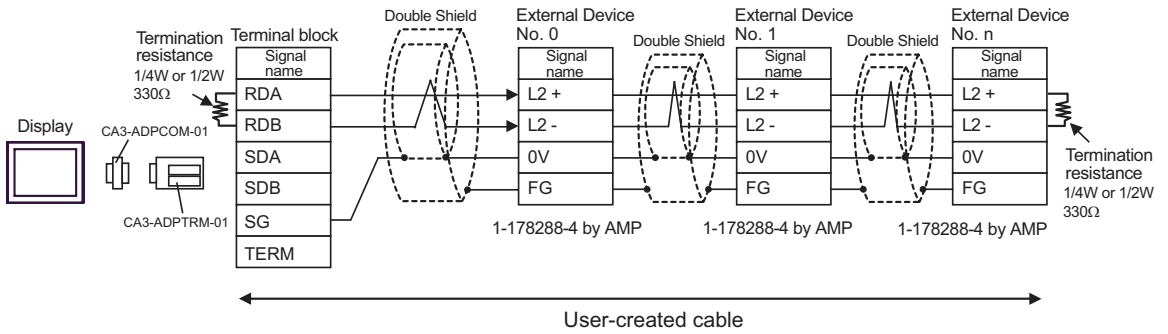 Display
CA3-ADPCOM-01
CA3-ADPTRM-01
Termination
resistance
1/4W or 1/2W
330Ω
Terminal block
Signal
name
RDA
RDB
SDA
SDB
SG
TERM
Double Shield
External Device
No. 0
Signal
name
L2 +
L2 -
0V
FG
1-178288-4 by AMP
Double Shield
External Device
No. 1
Signal
name
L2 +
L2 -
0V
FG
1-178288-4 by AMP
Double Shield
External Device
No. n
Signal
name
L2 +
L2 -
0V
FG
1-178288-4 by AMP
Termination
resistance
1/4W or 1/2W
330Ω
User-created cable